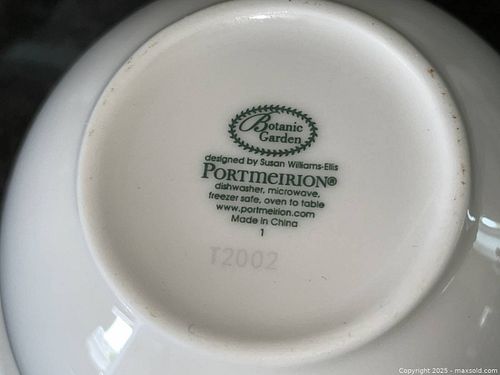 Botanic
Garden
designed by Susan Williams-Ellis
PORTMEIRION®
dishwasher, microwave,
freezer safe, oven to table
www.portmeirion.com
Made in China
1
T2002
Copyright 2025 - maxsold.com